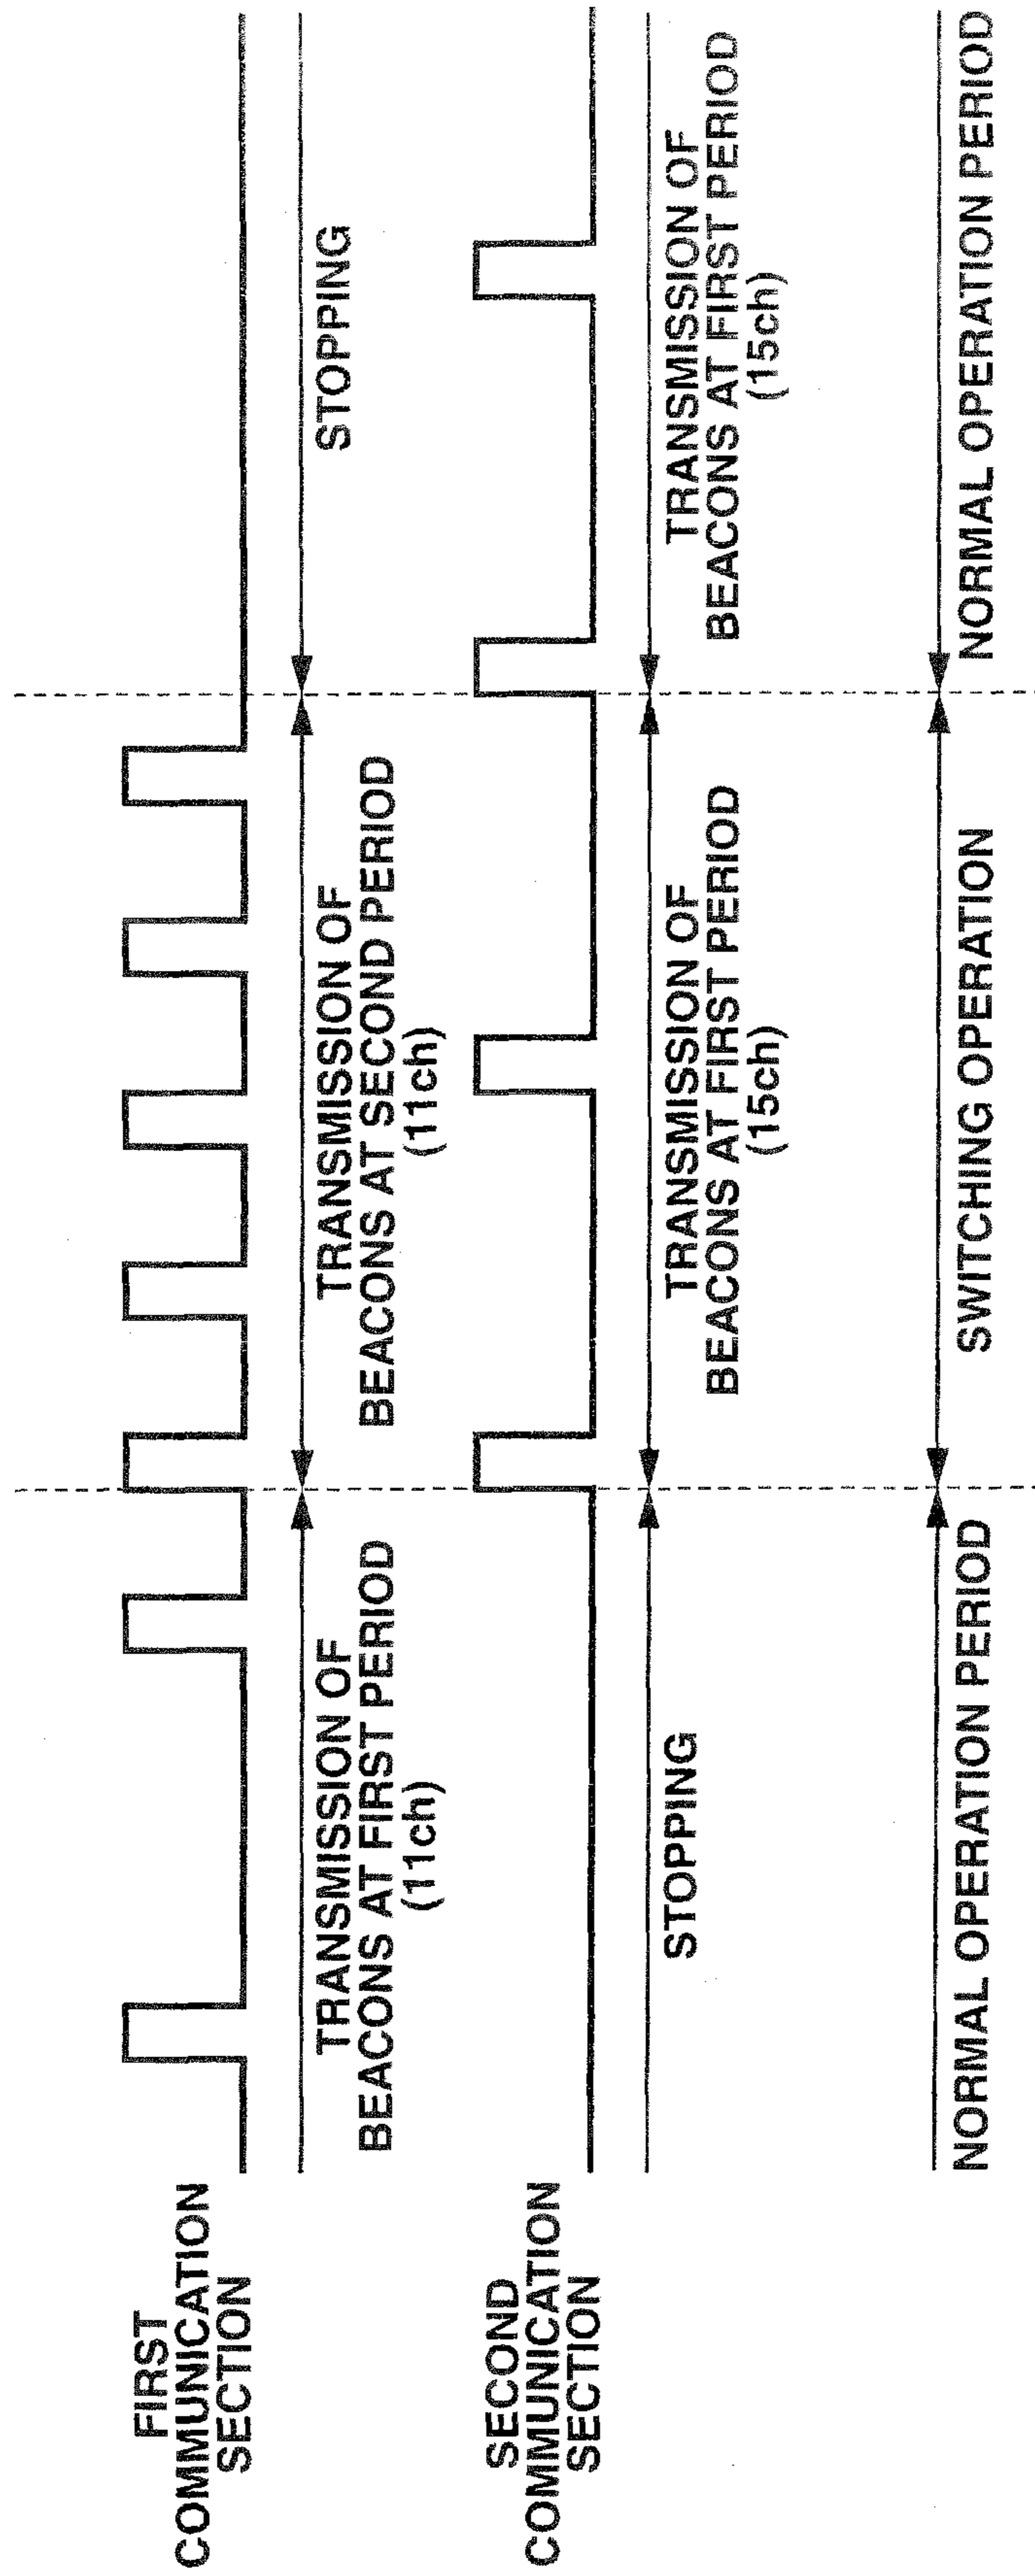 FIRST
COMMUNICATION
SECTION
TRANSMISSION OF
BEACONS AT FIRST PERIOD
(11ch)
TRANSMISSION OF
BEACONS AT SECOND PERIOD
(11ch)
STOPPING
SECOND
COMMUNICATION
SECTION
STOPPING
TRANSMISSION OF
BEACONS AT FIRST PERIOD
(15ch)
TRANSMISSION OF
BEACONS AT FIRST PERIOD
(15ch)
NORMAL OPERATION PERIOD
SWITCHING OPERATION
NORMAL OPERATION PERIOD